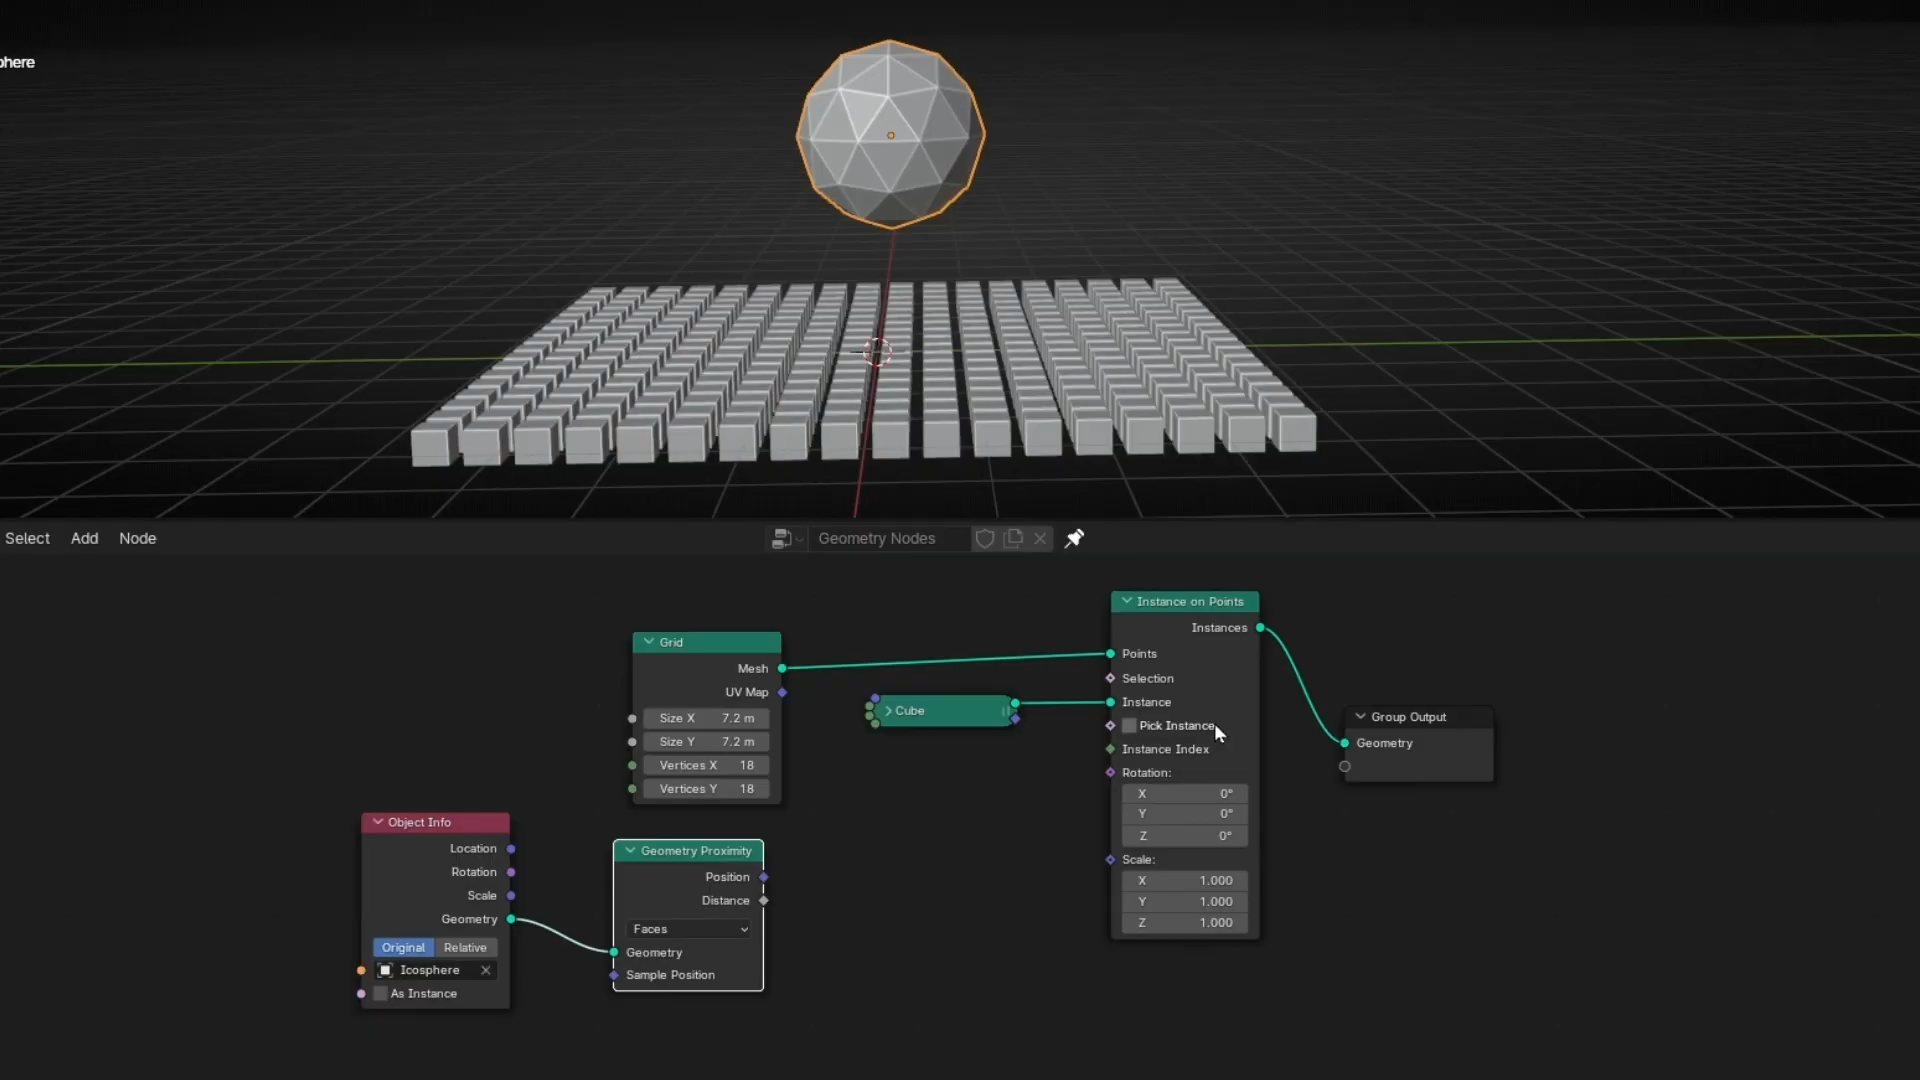 phere
Select Add Node
Geometry Nodes
Instance on Points
Instances
Points
Selection
Instance
Pick Instance
Instance Index
Rotation:
X 0°
Y 0°
Z 0°
Scale:
X 1.000
Y 1.000
Z 1.000
Grid
Mesh
UV Map
Size X 7.2 m
Size Y 7.2 m
Vertices X 18
Vertices Y 18
Cube
Group Output
Geometry
Object Info
Location
Rotation
Scale
Geometry
Original Relative
Icosphere
As Instance
Geometry Proximity
Position
Distance
Faces
Geometry
Sample Position